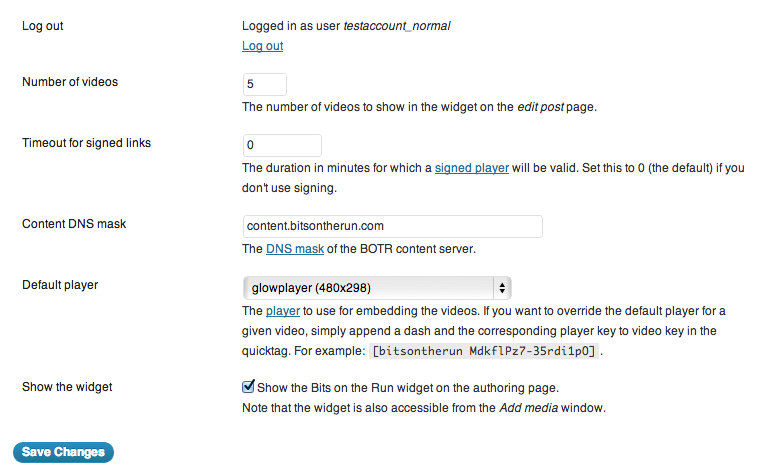 Log out
Logged in as user testaccount_normal
Log out
Number of videos
5
The number of videos to show in the widget on the edit post page.
Timeout for signed links
0
The duration in minutes for which a signed player will be valid. Set this to 0 (the default) if you
don't use signing.
Content DNS mask
content.bitsontherun.com
The DNS mask of the BOTR content server.
Default player
glowplayer (480x298)
The player to use for embedding the videos. If you want to override the default player for a
given video, simply append a dash and the corresponding player key to video key in the
quicktag. For example: [bitsontherun MdkflPz7-35rdi1pO].
Show the widget
Show the Bits on the Run widget on the authoring page.
Note that the widget is also accessible from the Add media window.
Save Changes